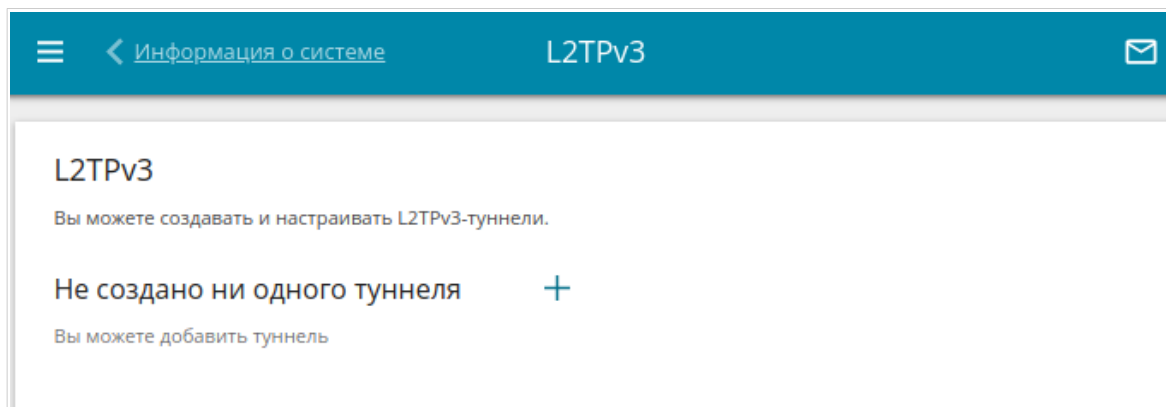 Информация о системе
L2TPv3
L2TPv3
Вы можете создавать и настраивать L2TPv3-туннели.
Не создано ни одного туннеля
Вы можете добавить туннель